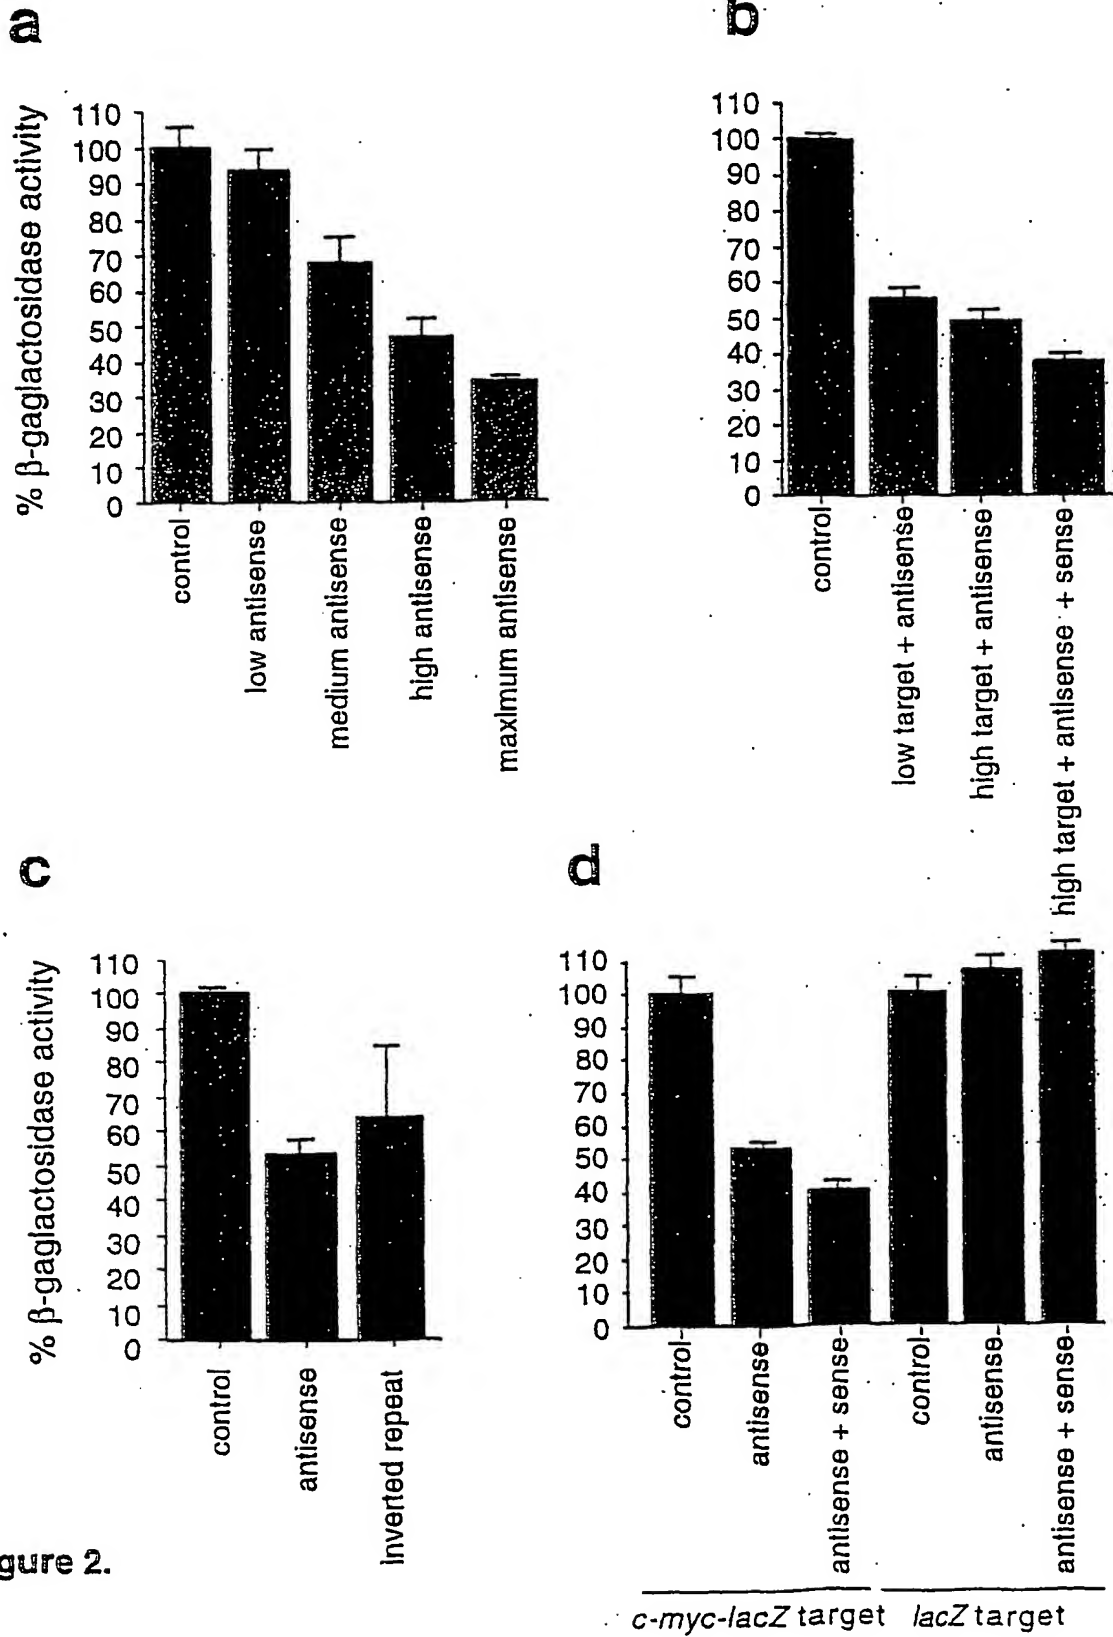 a
% β-gaglactosidase activity
110
100
90
80
70
60
50
40
30
20
10
0
control
low antisense
medium antisense
high antisense
maximum antisense
b
110
100
90
80
70
60
50
40
30
20
10
0
control
low target + antisense
high target + antisense
high target + antisense + sense
c
% β-gaglactosidase activity
110
100
90
80
70
60
50
40
30
20
10
0
control
antisense
inverted repeat
d
110
100
90
80
70
60
50
40
30
20
10
0
control
antisense
antisense + sense
control
antisense
antisense + sense
c-myc-lacZ target
lacZ target
gure 2.